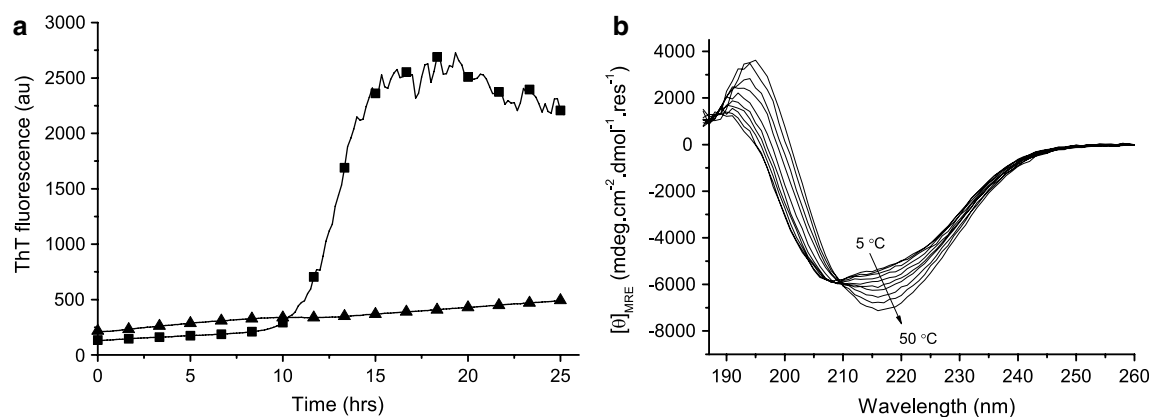 a
3000
2500
2000
1500
1000
500
0
ThT fluorescence (au)
0 5 10 15 20 25
Time (hrs)
b
4000
2000
0
-2000
-4000
-6000
-8000
[θ]MRE (mdeg.cm-2.dmol-1.res-1)
5 °C
50 °C
190 200 210 220 230 240 250 260
Wavelength (nm)